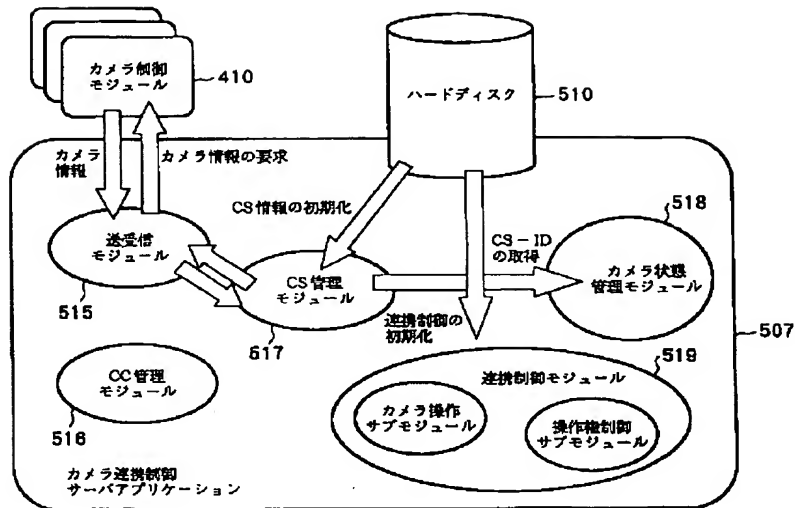 カメラ制御
モジュール
410
ハードディスク
510
カメラ
情報
カメラ情報の要求
CS情報の初期化
518
送受信
モジュール
CS-ID
の取得
カメラ状態
管理モジュール
CS管理
モジュール
515
517
連携制御の
初期化
507
519
CC管理
モジュール
516
連携制御モジュール
カメラ操作
サブモジュール
操作権制御
サブモジュール
カメラ連携制御
サーバアプリケーション